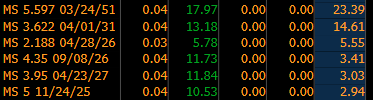 MS 5.597 03/24/51 0.04 17.97 0.00 0.00 23.39
MS 3.622 04/01/31 0.04 13.18 0.00 0.00 14.61
MS 2.188 04/28/26 0.03 5.78 0.00 0.00 5.55
MS 4.35 09/08/26 0.04 11.73 0.00 0.00 3.41
MS 3.95 04/23/27 0.04 11.84 0.00 0.00 3.03
MS 5 11/24/25 0.04 10.53 0.00 0.00 2.94